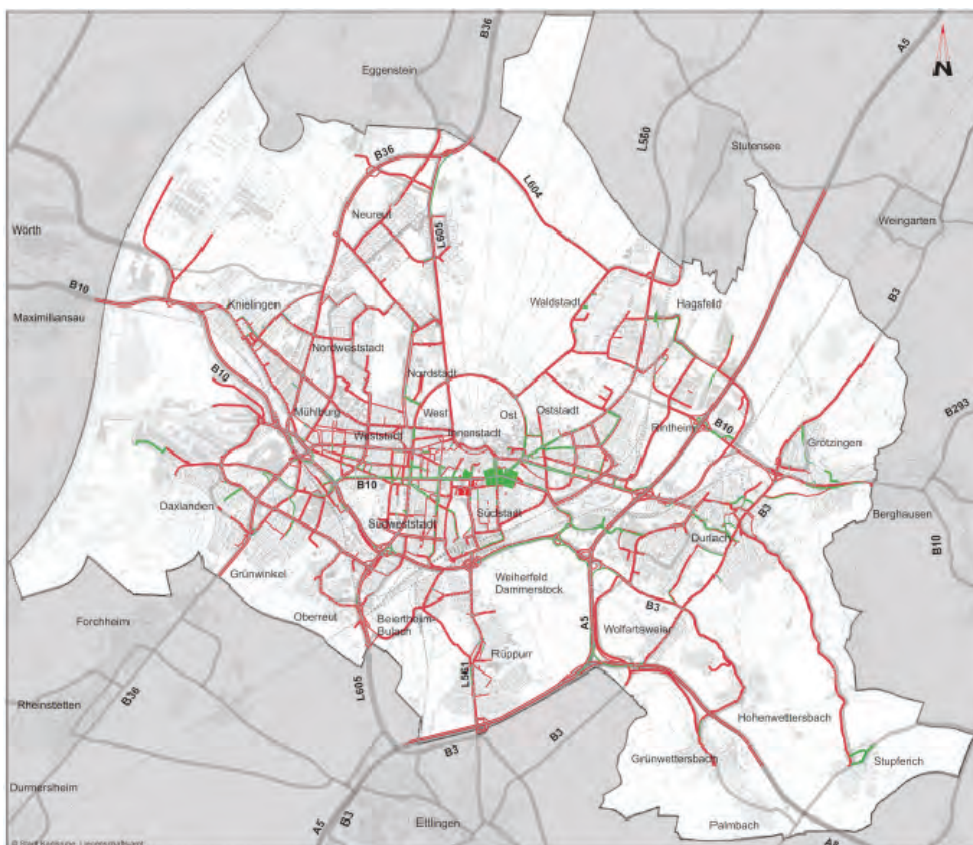 B36
A5
Eggenstein
N
L560
Stutensee
B36
L604
Neureut
Weingarten
Wörth
L605
B3
B10
Waldstadt
Hagsfeld
Knielingen
Maximiliansau
Nordweststadt
B10
Nordstadt
B293
Mühlburg
West
Ost
Oststadt
B10
Weststadt
Innenstadt
Rintheim
Grötzingen
B10
Daxlanden
Südstadt
B3
Südweststadt
Berghausen
Durlach
B10
Grünwinkel
Weiherfeld
Dammerstock
B3
Forchheim
Oberreut
Beiertheim-
Bulach
A5
Wolfartsweier
Rüppurr
L605
L561
B36
Rheinstetten
Hohenwettersbach
B3
B3
Grünwettersbach
Stupferich
Durmersheim
A5
B3
Ettlingen
Palmbach
A8